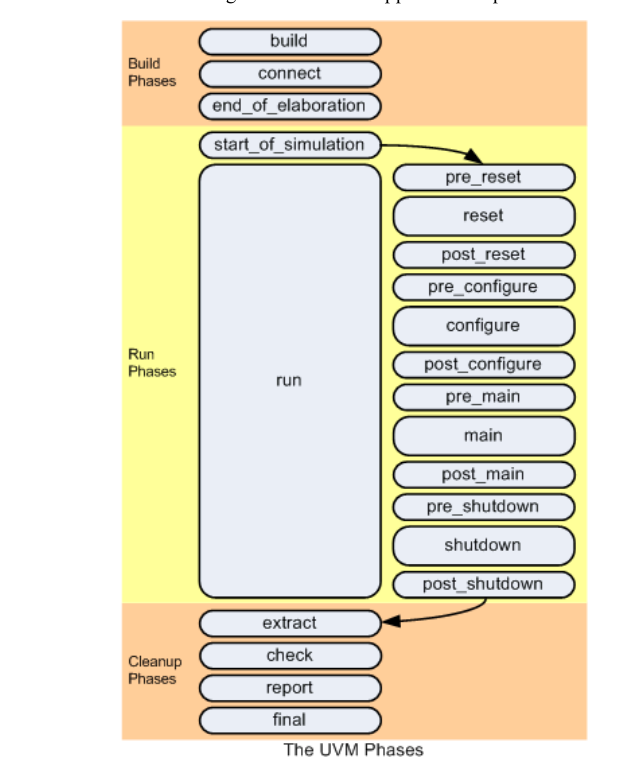 build
Build
Phases
connect
end_of_elaboration
start_of_simulation
pre_reset
reset
post_reset
pre_configure
configure
Run
Phases
run
post_configure
pre_main
main
post_main
pre_shutdown
shutdown
post_shutdown
extract
check
Cleanup
Phases
report
final
The UVM Phases